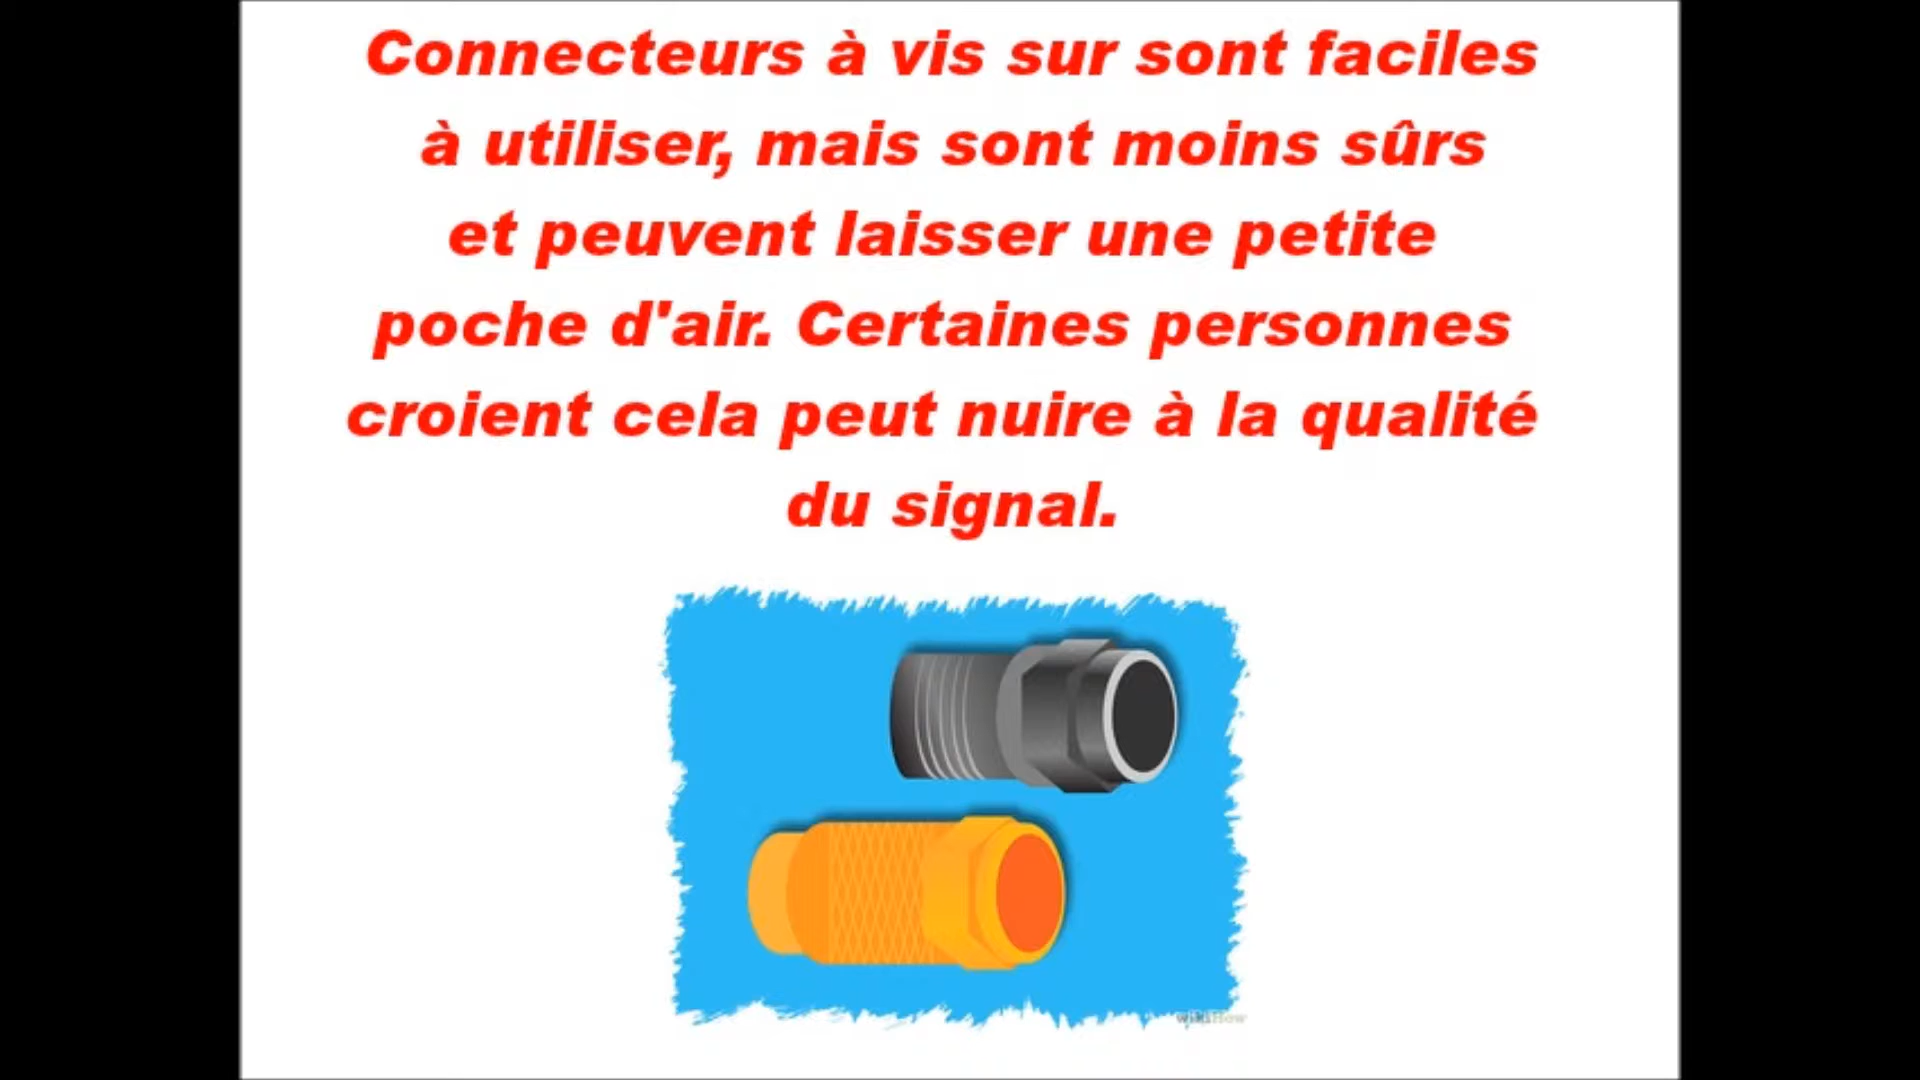 Connecteurs à vis sur sont faciles
à utiliser, mais sont moins sûrs
et peuvent laisser une petite
poche d'air. Certaines personnes
croient cela peut nuire à la qualité
du signal.
wikiHow